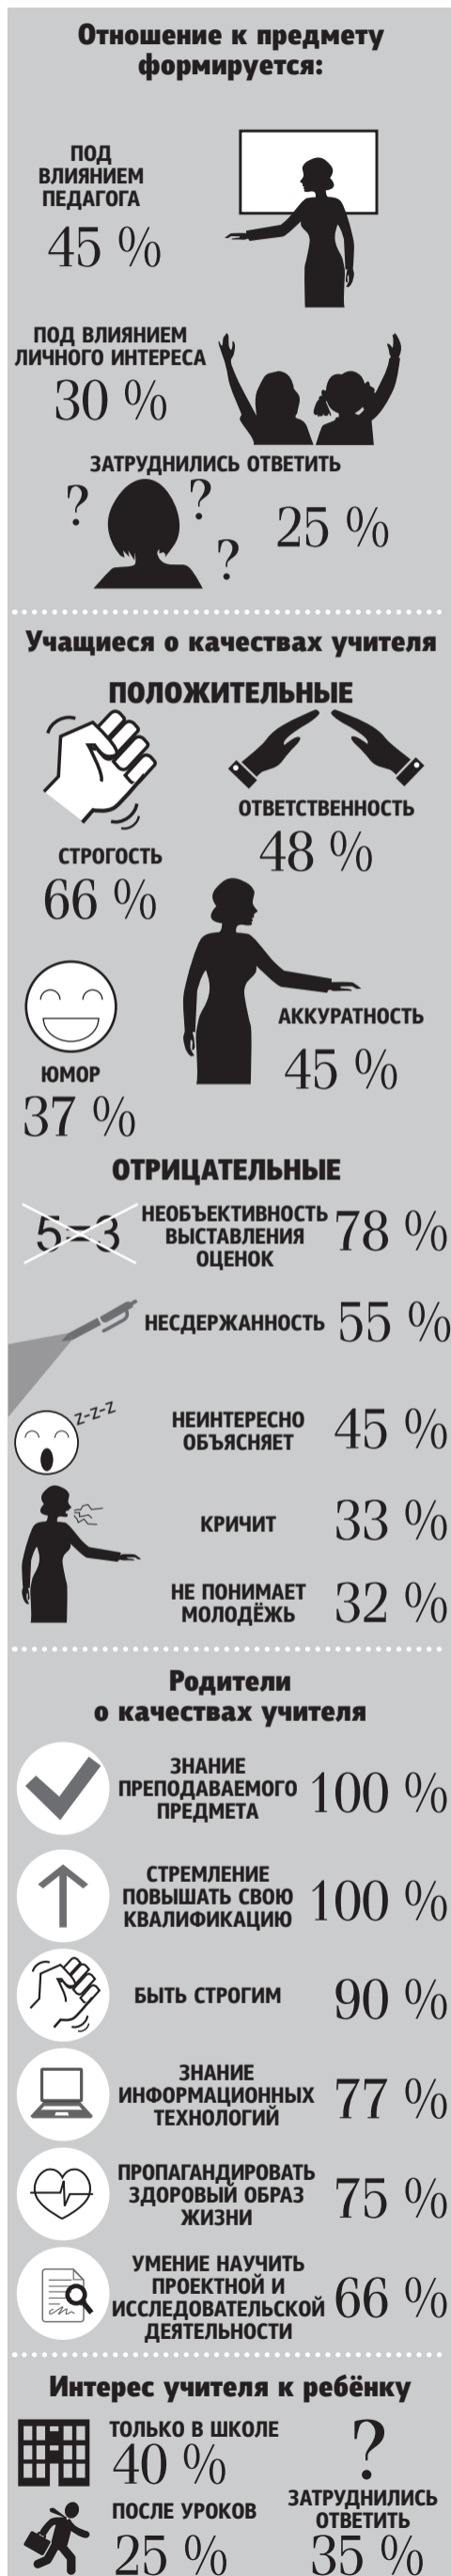 Отношение к предмету
формируется:
ПОД
ВЛИЯНИЕМ
ПЕДАГОГА
45 %
ПОД ВЛИЯНИЕМ
ЛИЧНОГО ИНТЕРЕСА
30 %
ЗАТРУДНИЛИСЬ ОТВЕТИТЬ
? ? ?
25 %
Учащиеся о качествах учителя
ПОЛОЖИТЕЛЬНЫЕ
СТРОГОСТЬ
66 %
ОТВЕТСТВЕННОСТЬ
48 %
ЮМОР
37 %
АККУРАТНОСТЬ
45 %
ОТРИЦАТЕЛЬНЫЕ
5=3
НЕОБЪЕКТИВНОСТЬ
ВЫСТАВЛЕНИЯ
ОЦЕНОК
78 %
НЕСДЕРЖАННОСТЬ 55 %
z-z-z
НЕИНТЕРЕСНО
ОБЪЯСНЯЕТ
45 %
КРИЧИТ 33 %
НЕ ПОНИМАЕТ
МОЛОДЁЖЬ
32 %
Родители
о качествах учителя
ЗНАНИЕ
ПРЕПОДАВАЕМОГО
ПРЕДМЕТА
100 %
СТРЕМЛЕНИЕ
ПОВЫШАТЬ СВОЮ
КВАЛИФИКАЦИЮ
100 %
БЫТЬ СТРОГИМ 90 %
ЗНАНИЕ
ИНФОРМАЦИОННЫХ
ТЕХНОЛОГИЙ
77 %
ПРОПАГАНДИРОВАТЬ
ЗДОРОВЫЙ ОБРАЗ
ЖИЗНИ
75 %
УМЕНИЕ НАУЧИТЬ
ПРОЕКТНОЙ И
ИССЛЕДОВАТЕЛЬСКОЙ
ДЕЯТЕЛЬНОСТИ
66 %
Интерес учителя к ребёнку
ТОЛЬКО В ШКОЛЕ
40 %
ПОСЛЕ УРОКОВ
25 %
?
ЗАТРУДНИЛИСЬ
ОТВЕТИТЬ
35 %